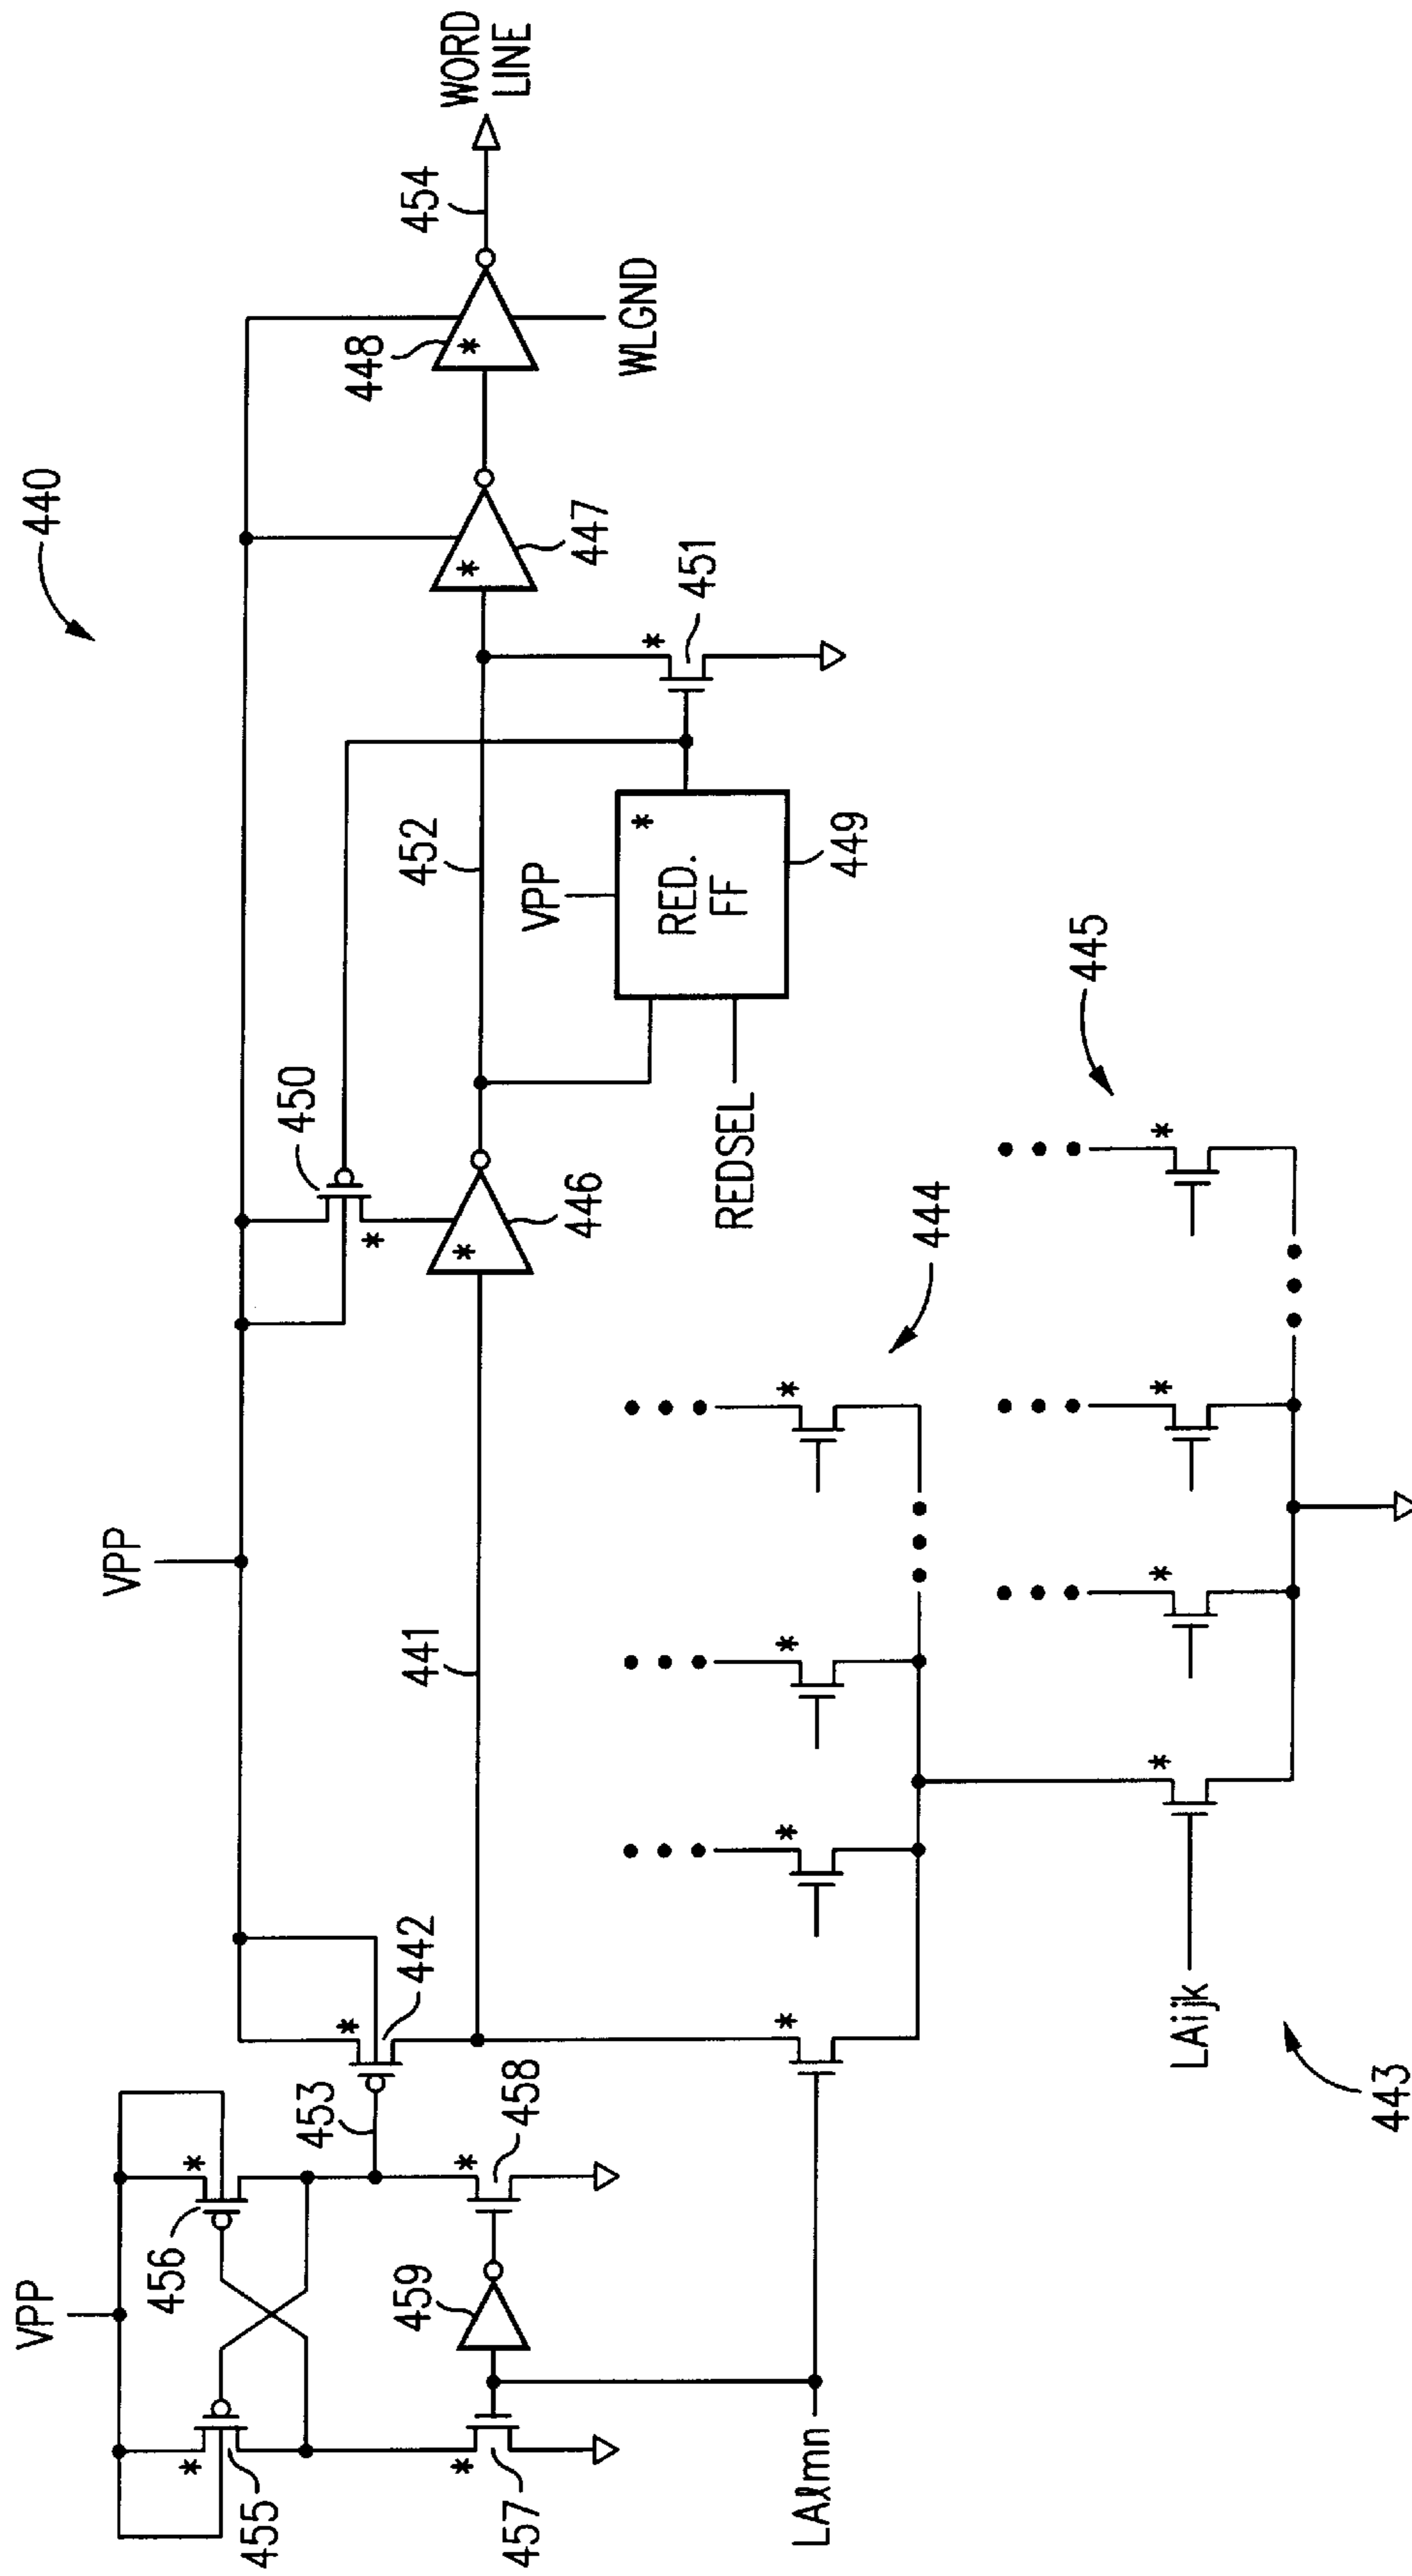 440
VPP
VPP
456
455
453
442
441
450
452
454
WORD
LINE
448
447
446
451
459
458
457
WLGND
VPP
RED.
FF
449
REDSEL
444
445
LAℓmn
LAijk
443